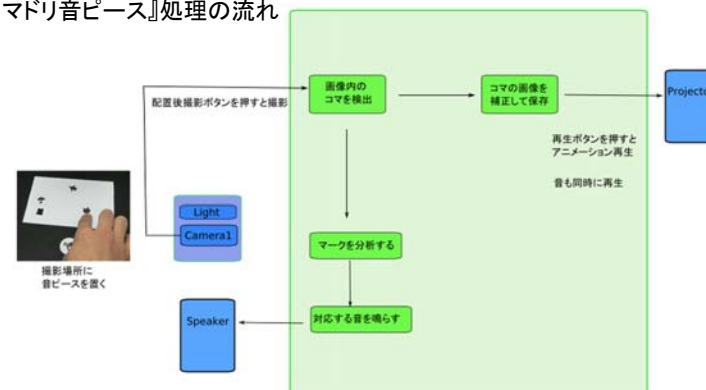 マドリ音ピース』処理の流れ
画像内の
コマを検出
コマの画像を
補正して保存
Projecto
配置後撮影ボタンを押すと撮影
再生ボタンを押すと
アニメーション再生
音も同時に再生
Light
Camera1
マークを分析する
撮影場所に
音ピースを置く
Speaker
対応する音を鳴らす